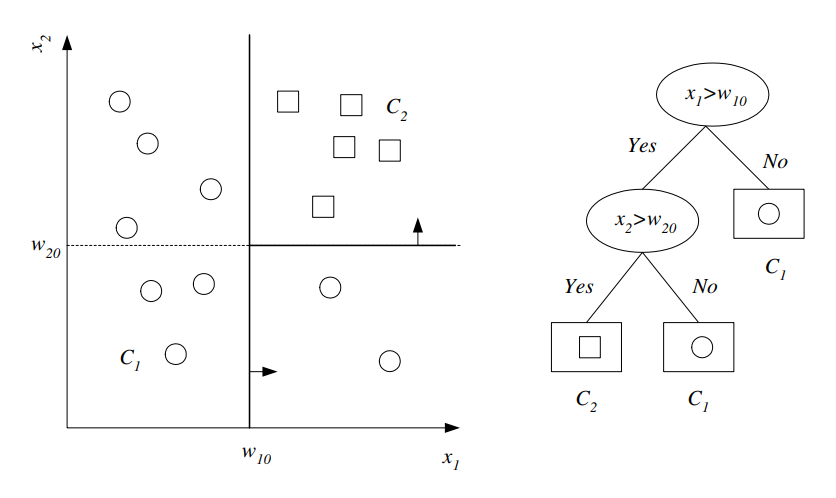 x2
C2
w20
C1
w10
x1
x1>w10
Yes
No
x2>w20
C1
Yes
No
C2
C1